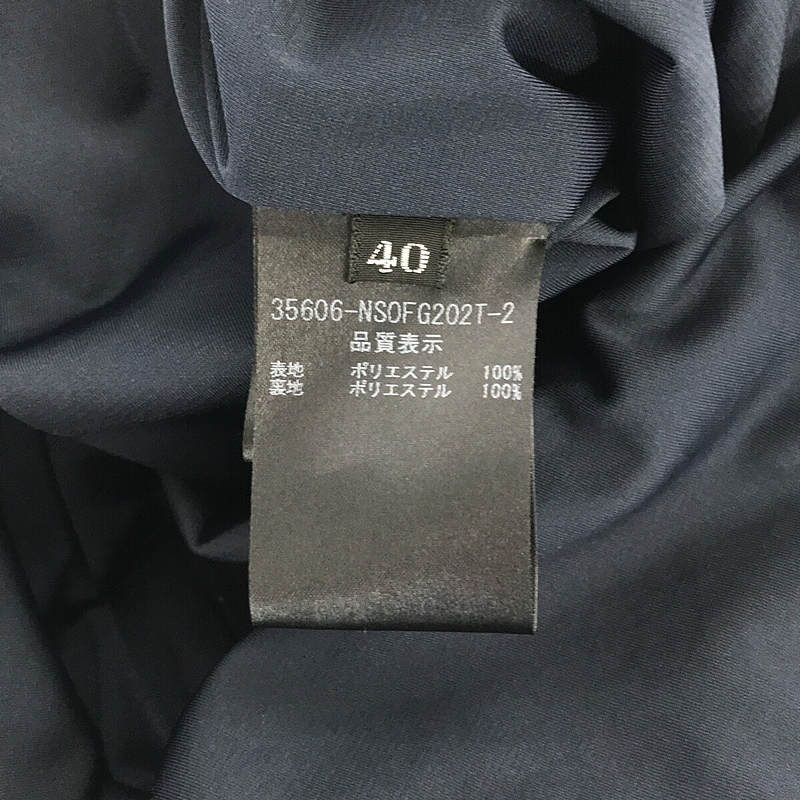 40
35606-NSOFG202T-2
品質表示
表地 ポリエステル 100%
裏地 ポリエステル 100%